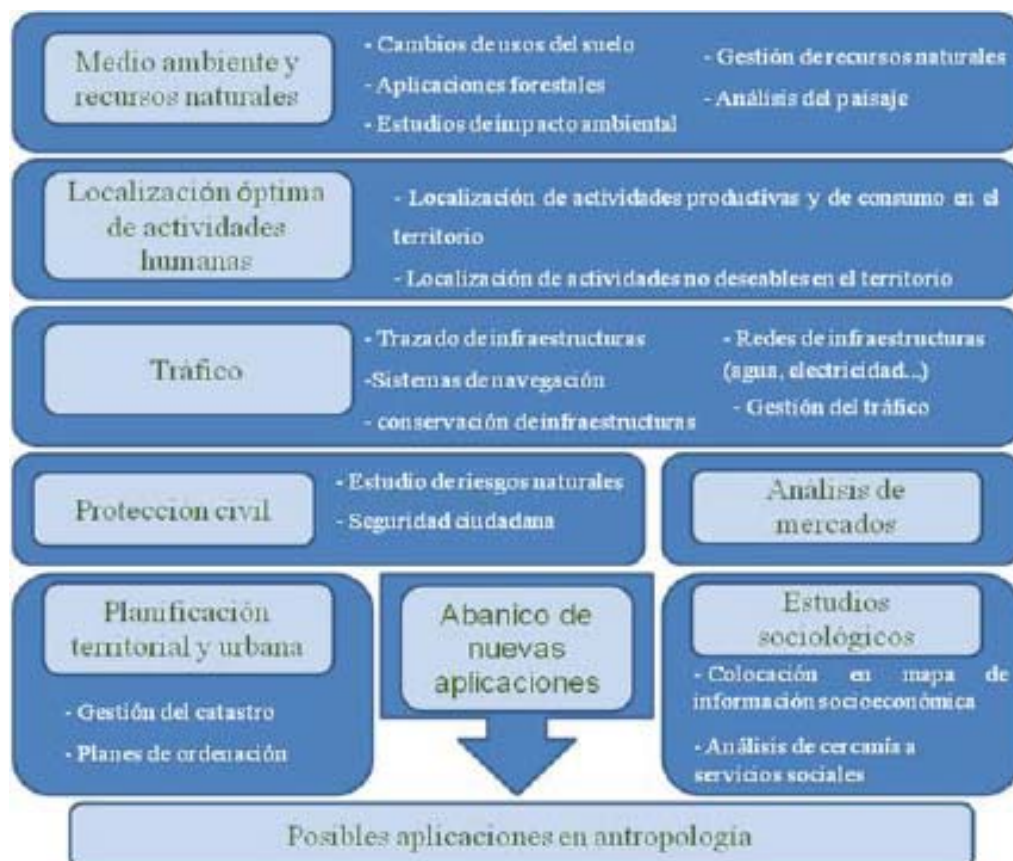 Medio ambiente y
recursos naturales
- Cambios de usos del suelo
- Aplicaciones forestales
- Estudios de impacto ambiental
- Gestión de recursos naturales
- Análisis del paisaje
Localización óptima
de actividades
humanas
- Localización de actividades productivas y de consumo en el
territorio
- Localización de actividades no deseables en el territorio
Tráfico
- Trazado de infraestructuras
-Sistemas de navegación
- conservación de infraestructuras
- Redes de infraestructuras
(agua, electricidad...)
- Gestión del tráfico
Protección civil
- Estudio de riesgos naturales
- Seguridad ciudadana
Análisis de
mercados
Planificación
territorial y urbana
- Gestión del catastro
- Planes de ordenación
Abanico de
nuevas
aplicaciones
Estudios
sociológicos
- Colocación en mapa de
información socioeconómica
- Análisis de cercanía a
servicios sociales
Posibles aplicaciones en antropología